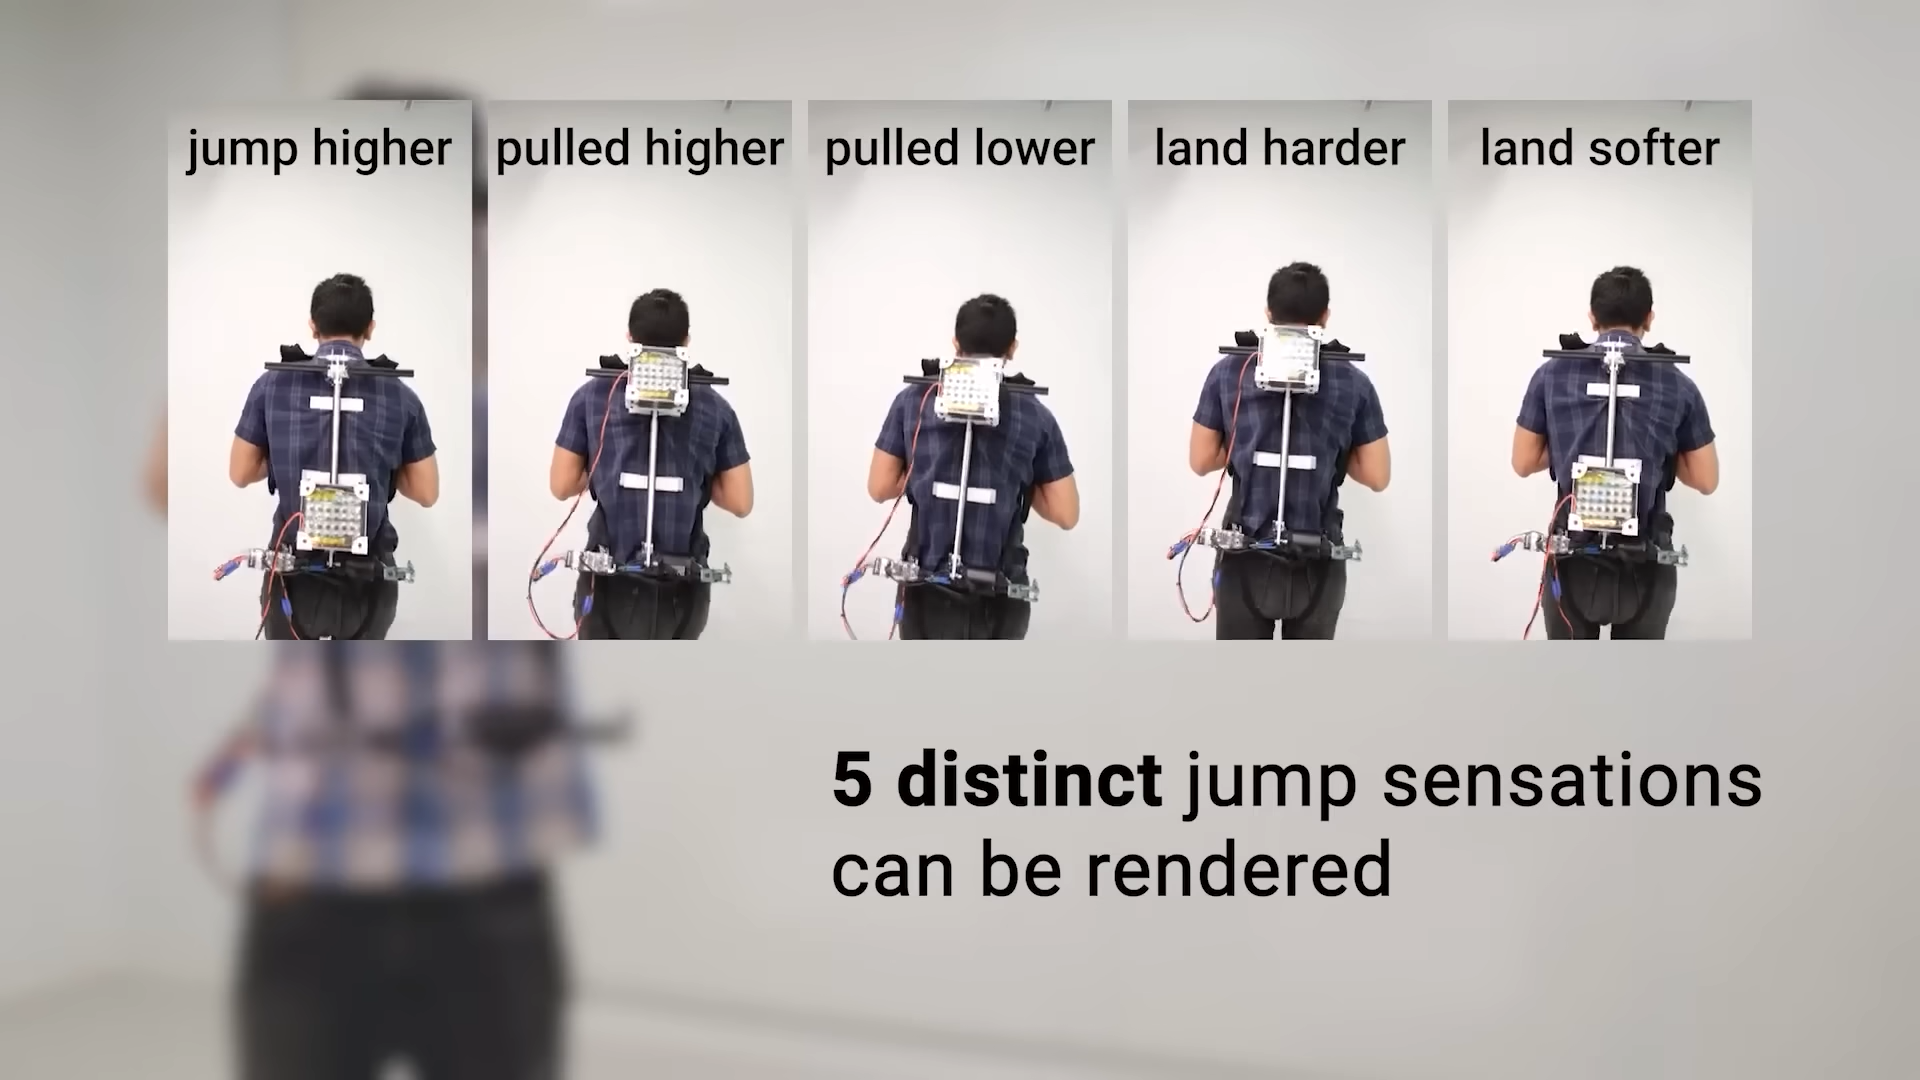 jump higher
pulled higher
pulled lower
land harder
land softer
5 distinct jump sensations
can be rendered